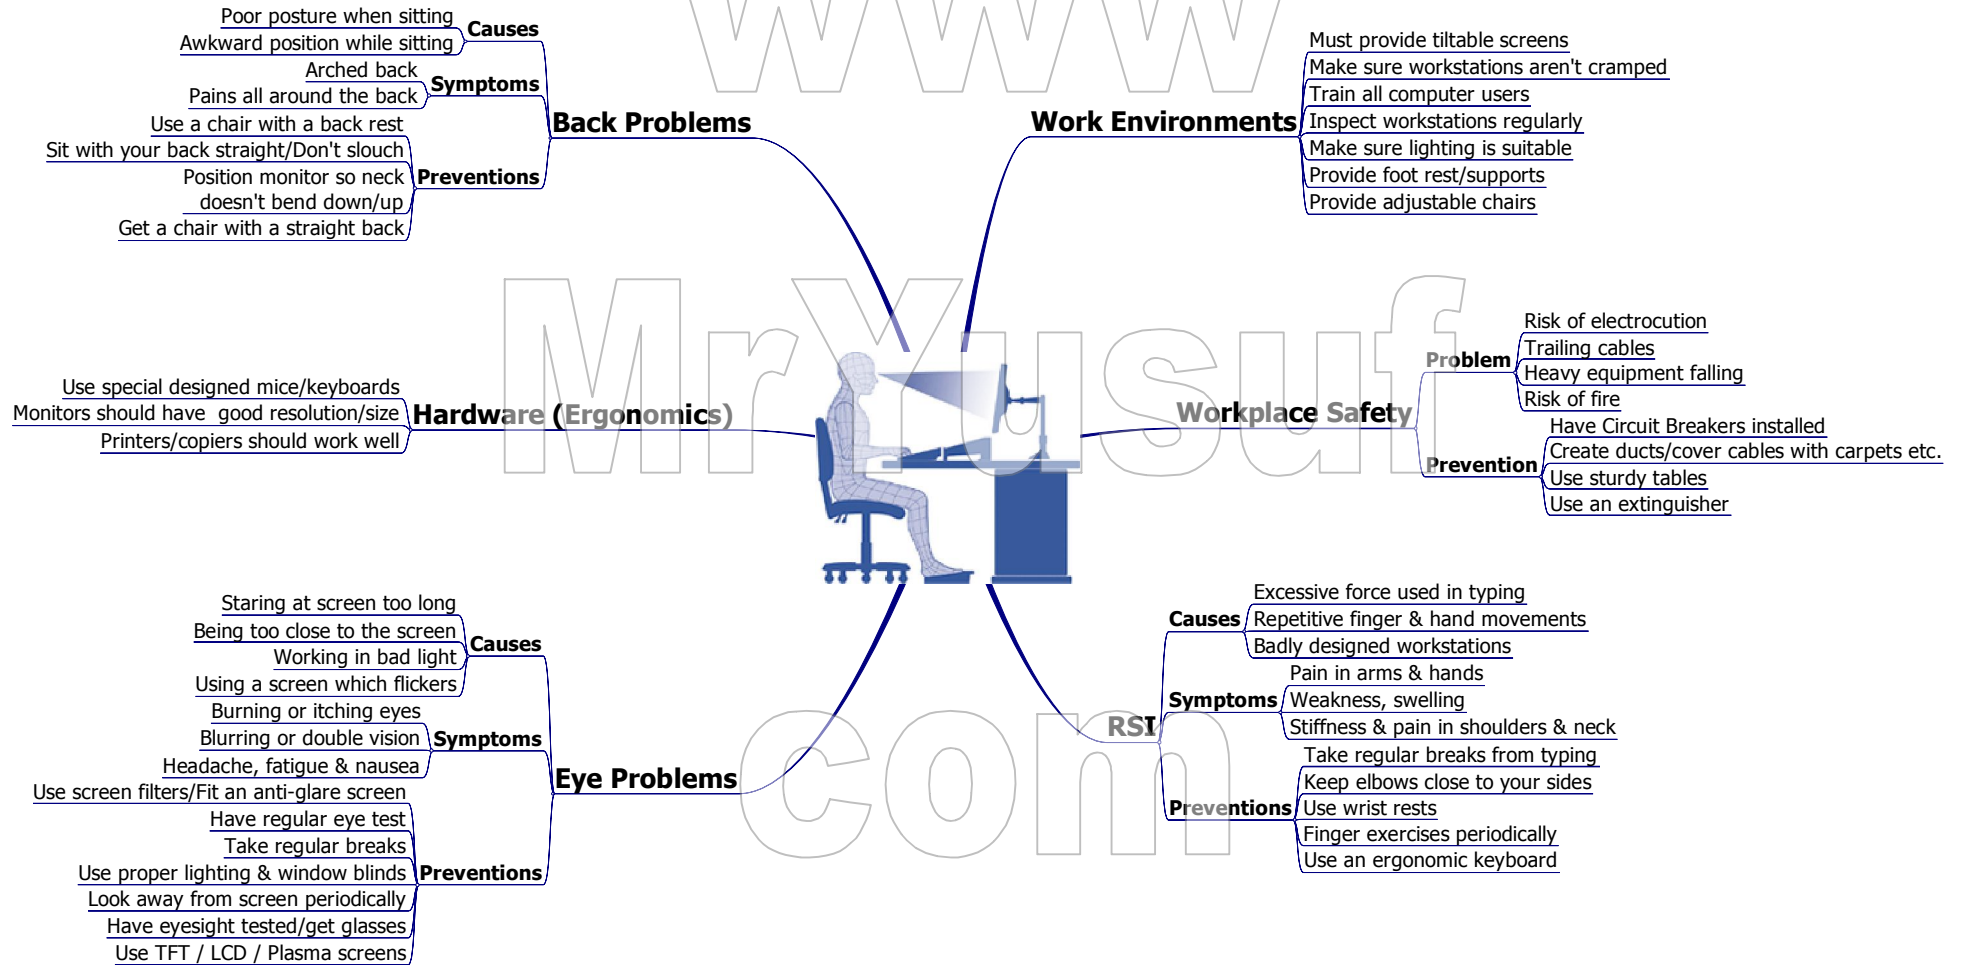 www
MrYusuf
com
Back Problems
Causes
Poor posture when sitting
Awkward position while sitting
Symptoms
Arched back
Pains all around the back
Preventions
Use a chair with a back rest
Sit with your back straight/Don't slouch
Position monitor so neck
doesn't bend down/up
Get a chair with a straight back
Work Environments
Must provide tiltable screens
Make sure workstations aren't cramped
Train all computer users
Inspect workstations regularly
Make sure lighting is suitable
Provide foot rest/supports
Provide adjustable chairs
Hardware (Ergonomics)
Use special designed mice/keyboards
Monitors should have good resolution/size
Printers/copiers should work well
Workplace Safety
Problem
Risk of electrocution
Trailing cables
Heavy equipment falling
Risk of fire
Prevention
Have Circuit Breakers installed
Create ducts/cover cables with carpets etc.
Use sturdy tables
Use an extinguisher
Eye Problems
Causes
Staring at screen too long
Being too close to the screen
Working in bad light
Using a screen which flickers
Symptoms
Burning or itching eyes
Blurring or double vision
Headache, fatigue & nausea
Preventions
Use screen filters/Fit an anti-glare screen
Have regular eye test
Take regular breaks
Use proper lighting & window blinds
Look away from screen periodically
Have eyesight tested/get glasses
Use TFT / LCD / Plasma screens
RSI
Causes
Excessive force used in typing
Repetitive finger & hand movements
Badly designed workstations
Symptoms
Pain in arms & hands
Weakness, swelling
Stiffness & pain in shoulders & neck
Preventions
Take regular breaks from typing
Keep elbows close to your sides
Use wrist rests
Finger exercises periodically
Use an ergonomic keyboard